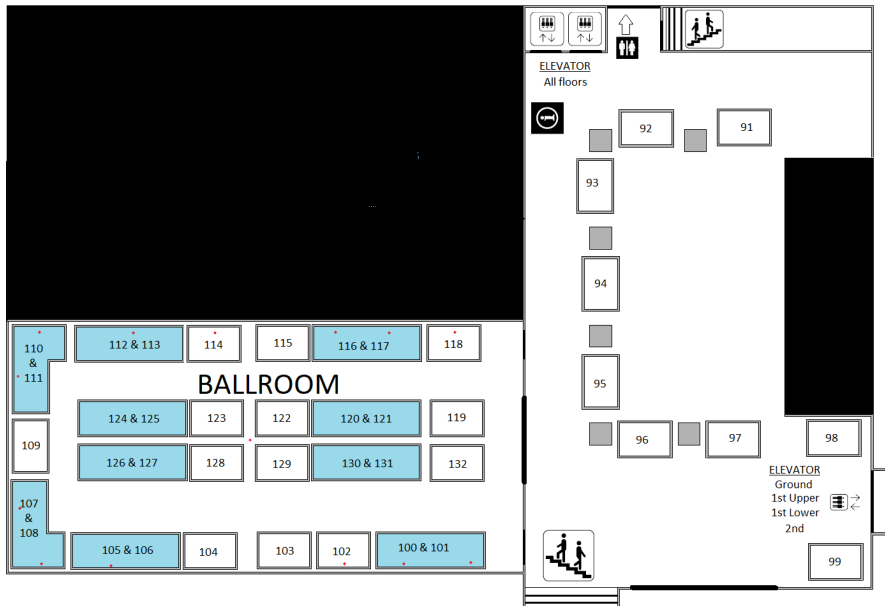 ELEVATOR
All floors
92
91
93
94
95
96
97
98
ELEVATOR
Ground
1st Upper
1st Lower
2nd
99
110
&
111
112 & 113
114
115
116 & 117
118
BALLROOM
124 & 125
123
122
120 & 121
119
109
126 & 127
128
129
130 & 131
132
107
&
108
105 & 106
104
103
102
100 & 101